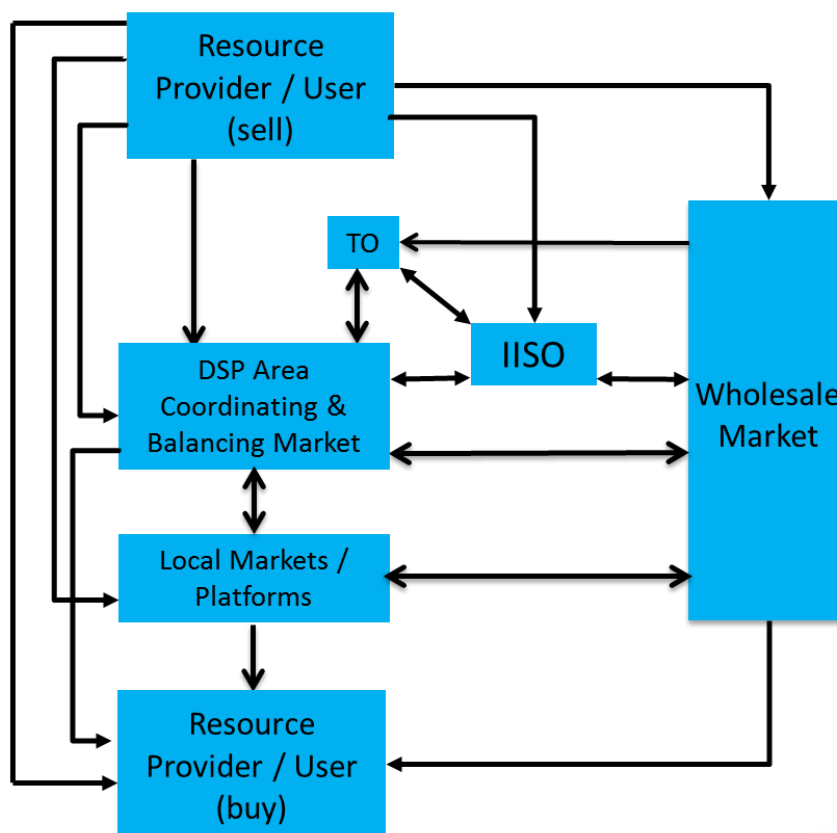 Resource
Provider / User
(sell)
TO
IISO
DSP Area
Coordinating &
Balancing Market
Wholesale
Market
Local Markets /
Platforms
Resource
Provider / User
(buy)